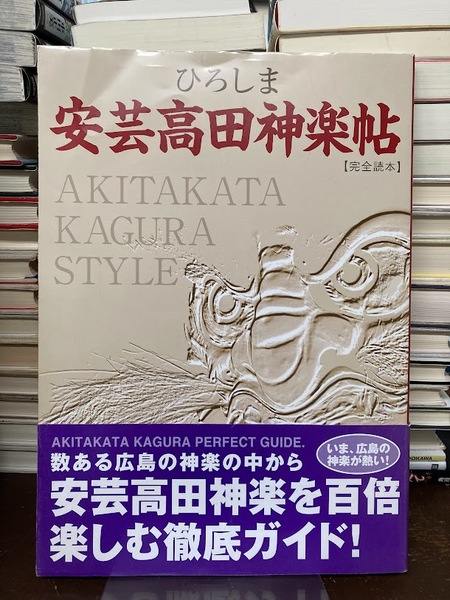 ひろしま
安芸高田神楽帖
【完全読本】
AKITAKATA
KAGURA
STYLE
AKITAKATA KAGURA PERFECT GUIDE.
いま、広島の
神楽が熱い!
数ある広島の神楽の中から
安芸高田神楽を百倍
楽しむ徹底ガイド!